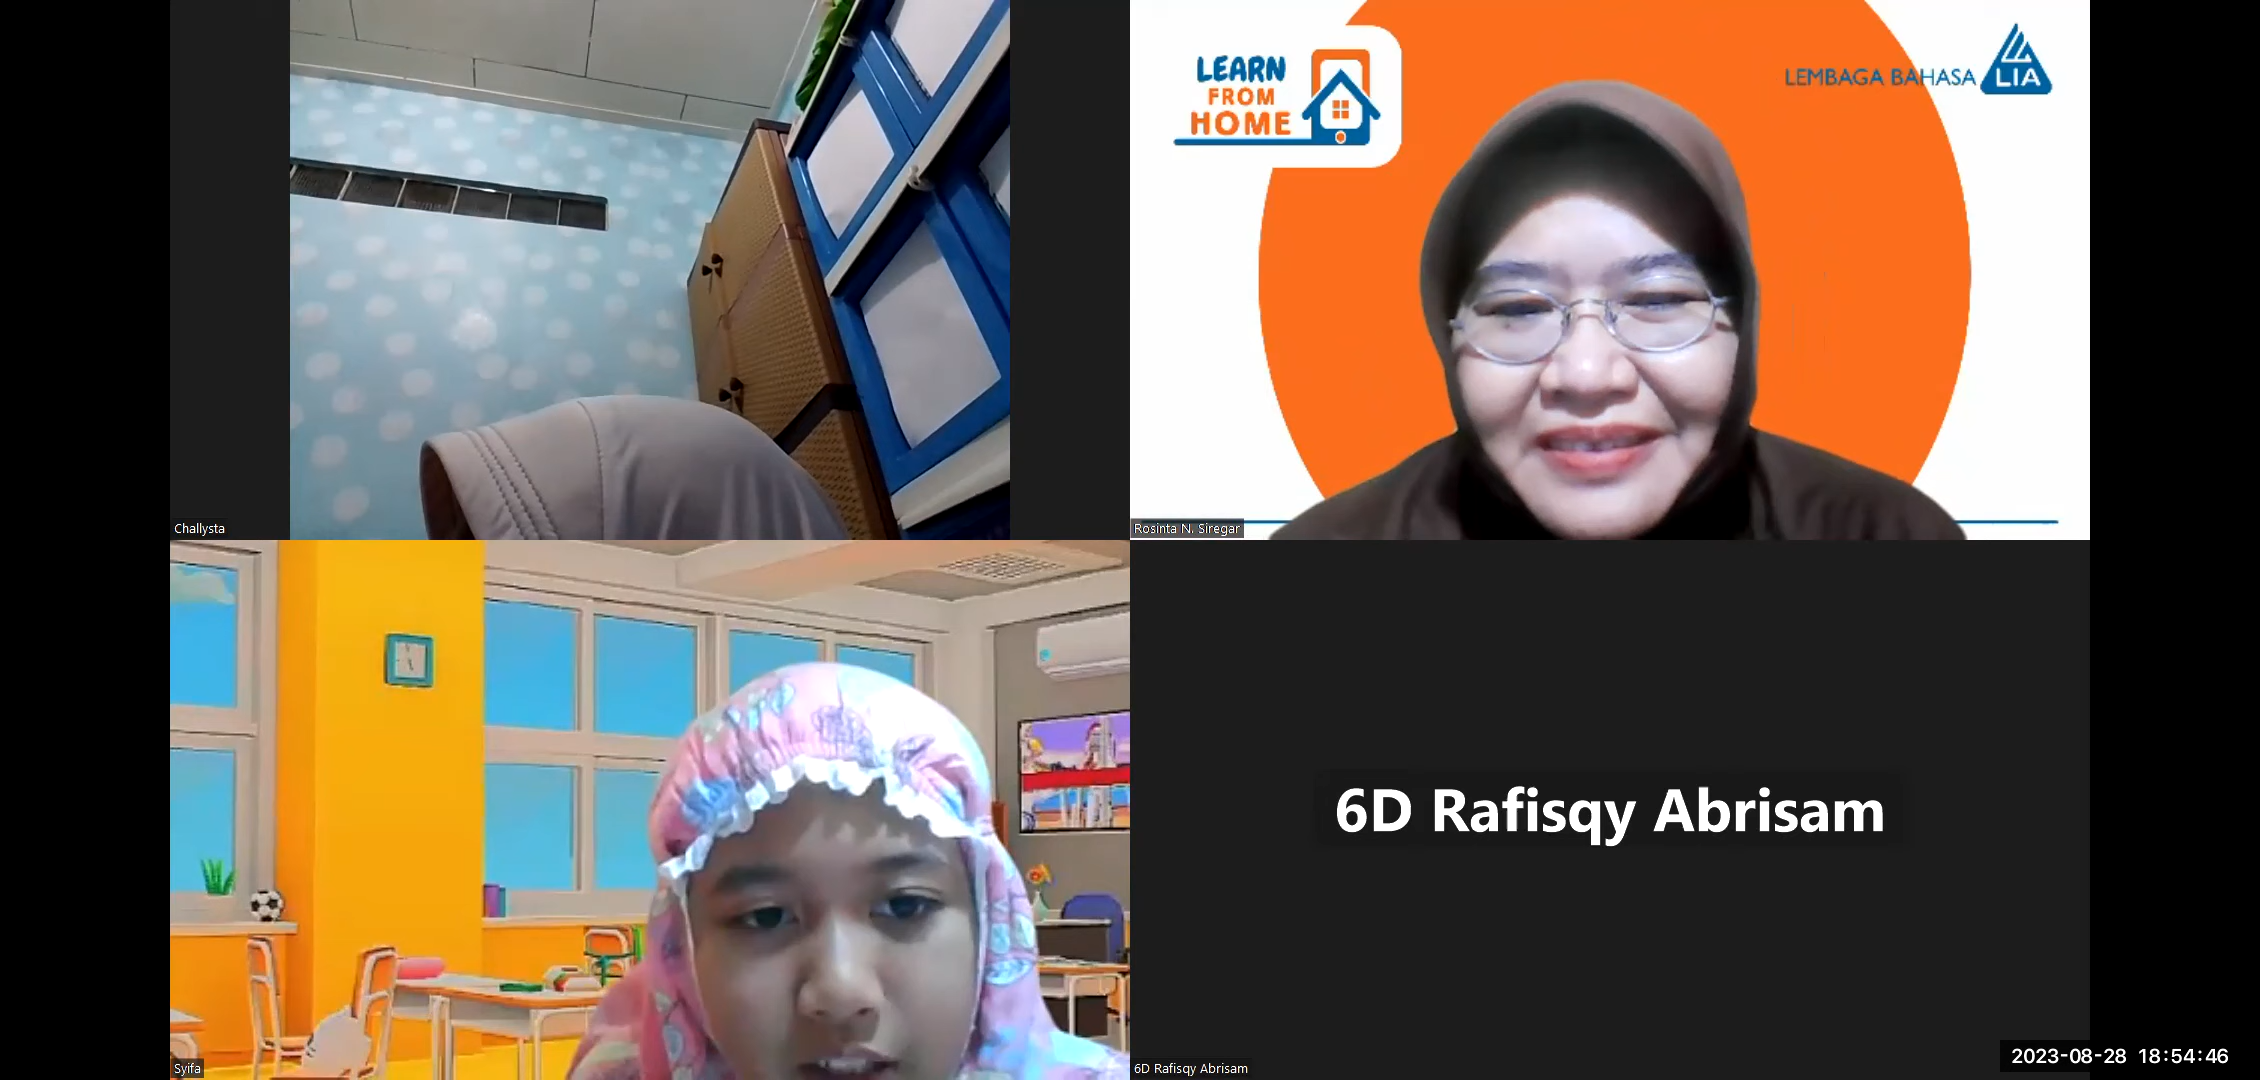 LEARN
FROM
HOME
LEMBAGA BAHASA
LIA
Challysta
Rosinta N. Siregar
6D Rafisqy Abrisam
Syifa
6D Rafisqy Abrisam
2023-08-28 18:54:46